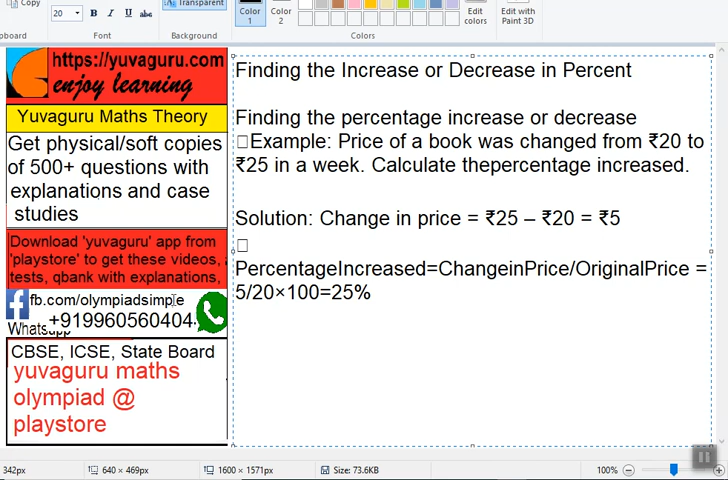 Copy
20
B I U abc
Transparent
Color
1
Color
2
Edit
colors
Edit with
Paint 3D
Font
Background
Colors
https://yuvaguru.com
enjoy learning
Yuvaguru Maths Theory
Get physical/soft copies
of 500+ questions with
explanations and case
studies
Download 'yuvaguru' app from
'playstore' to get these videos,
tests, qbank with explanations,
fb.com/olympiadsimple
+91996056040
Whatsapp
CBSE, ICSE, State Board
yuvaguru maths
olympiad @
playstore
Finding the Increase or Decrease in Percent
Finding the percentage increase or decrease
Example: Price of a book was changed from ₹20 to
₹25 in a week. Calculate thepercentage increased.
Solution: Change in price = ₹25 – ₹20 = ₹5
PercentageIncreased=ChangeinPrice/OriginalPrice =
5/20×100=25%
342px
640 × 469px
1600 × 1571px
Size: 73.6KB
100%